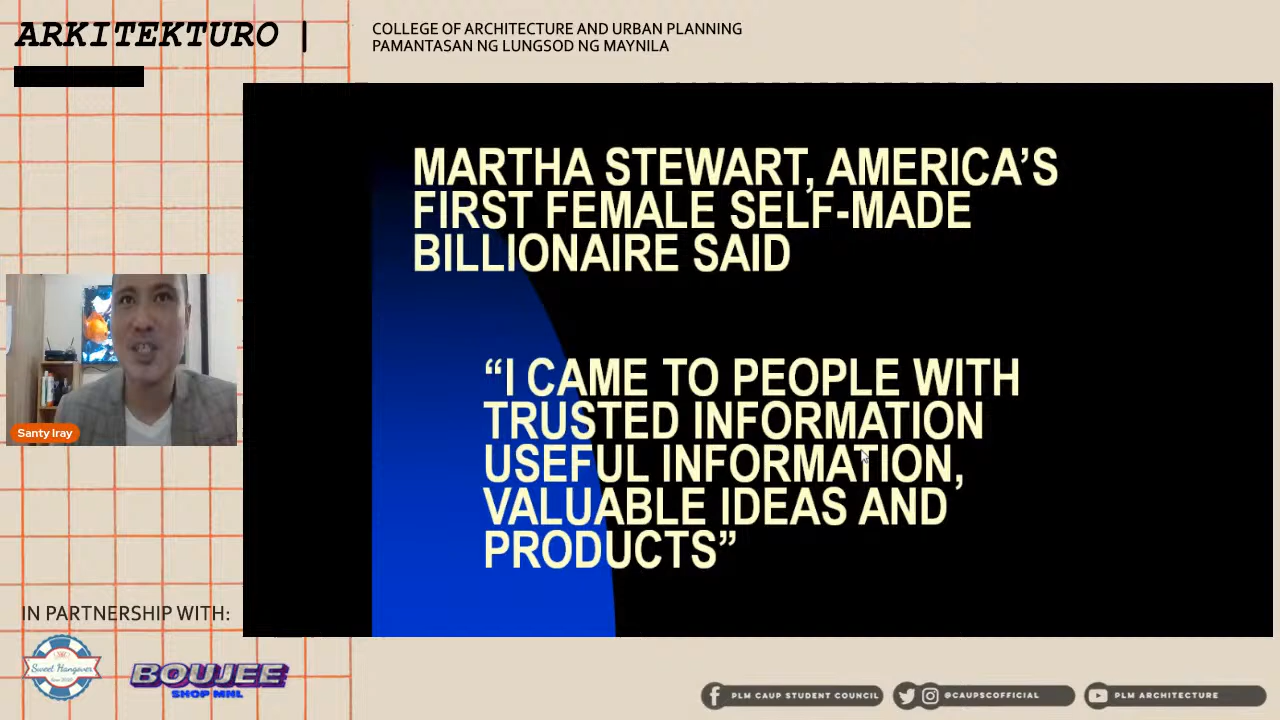 ARKITEKTURO |
COLLEGE OF ARCHITECTURE AND URBAN PLANNING
PAMANTASAN NG LUNGSOD NG MAYNILA
MARTHA STEWART, AMERICA’S
FIRST FEMALE SELF-MADE
BILLIONAIRE SAID
“I CAME TO PEOPLE WITH
TRUSTED INFORMATION
USEFUL INFORMATION,
VALUABLE IDEAS AND
PRODUCTS”
Santy Iray
IN PARTNERSHIP WITH:
Sweet Hangover
BOUJEE
SHOP MNL
PLM CAUP STUDENT COUNCIL
@CAUPSCOFFICIAL
PLM ARCHITECTURE